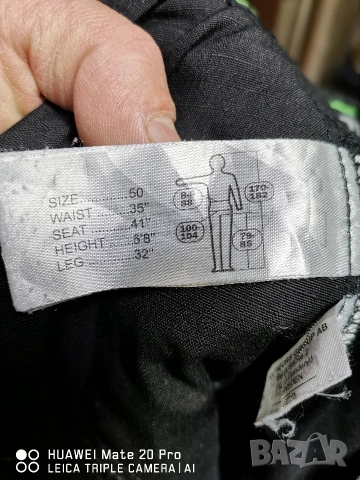 SIZE..............50
WAIST...........35"
SEAT.............41"
HEIGHT.........5'8"
LEG...............32"
84
88
170-
182
100-
104
79-
85
AB
HUAWEI Mate 20 Pro
LEICA TRIPLE CAMERA | AI
bazar